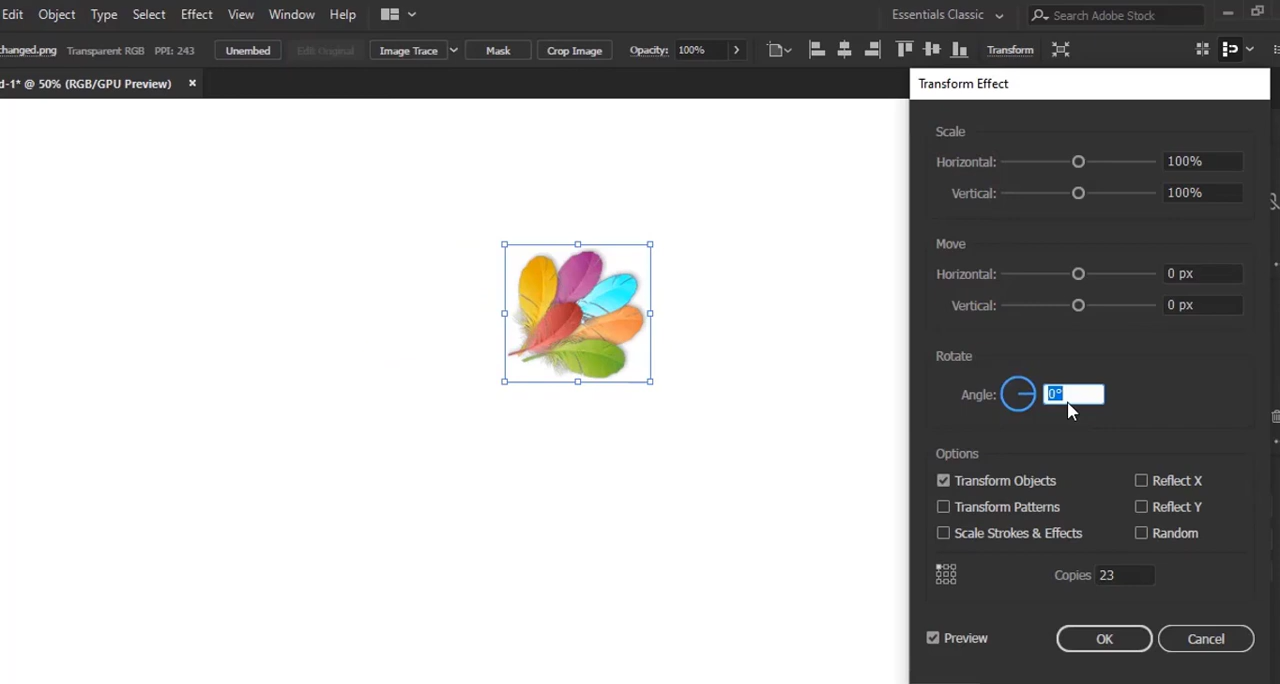 Edit Object Type Select Effect View Window Help Essentials Classic Search Adobe Stock
hanged.png Transparent RGB PPI: 243 Unembed Edit Original Image Trace Mask Crop Image Opacity: 100% Transform
d-1* @ 50% (RGB/GPU Preview) ×
Transform Effect
Scale
Horizontal: 100%
Vertical: 100%
Move
Horizontal: 0 px
Vertical: 0 px
Rotate
Angle: 0°
Options
Transform Objects Reflect X
Transform Patterns Reflect Y
Scale Strokes & Effects Random
Copies 23
Preview OK Cancel